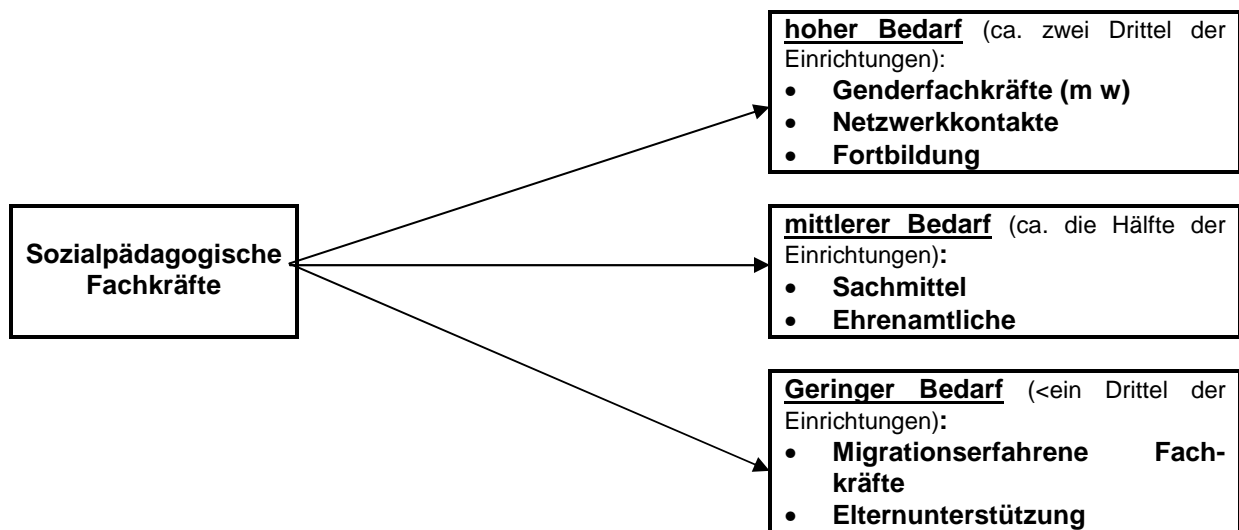 hoher Bedarf (ca. zwei Drittel der
Einrichtungen):
• Genderfachkräfte (m w)
• Netzwerkkontakte
• Fortbildung
Sozialpädagogische
Fachkräfte
mittlerer Bedarf (ca. die Hälfte der
Einrichtungen):
• Sachmittel
• Ehrenamtliche
Geringer Bedarf (<ein Drittel der
Einrichtungen):
• Migrationserfahrene Fach-
kräfte
• Elternunterstützung